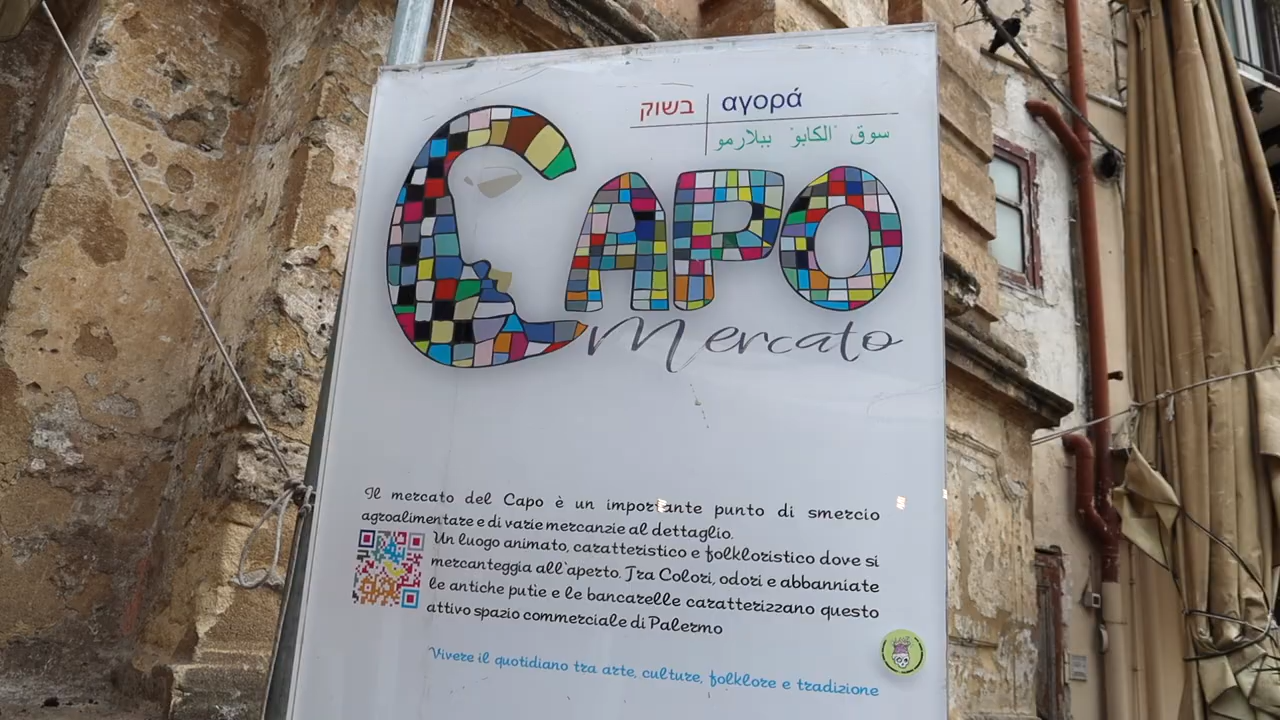 בשוק
αγορά
سوق "الكابو" ببلارمو
CAPO
Mercato
Il mercato del Capo è un importante punto di smercio
agroalimentare e di varie mercanzie al dettaglio.
Un luogo animato, caratteristico e folkloristico dove si
mercanteggia all'aperto. Tra Colori, odori e abbanniate
le antiche putie e le bancarelle caratterizzano questo
attivo spazio commerciale di Palermo
Vivere il quotidiano tra arte, culture, folklore e tradizione